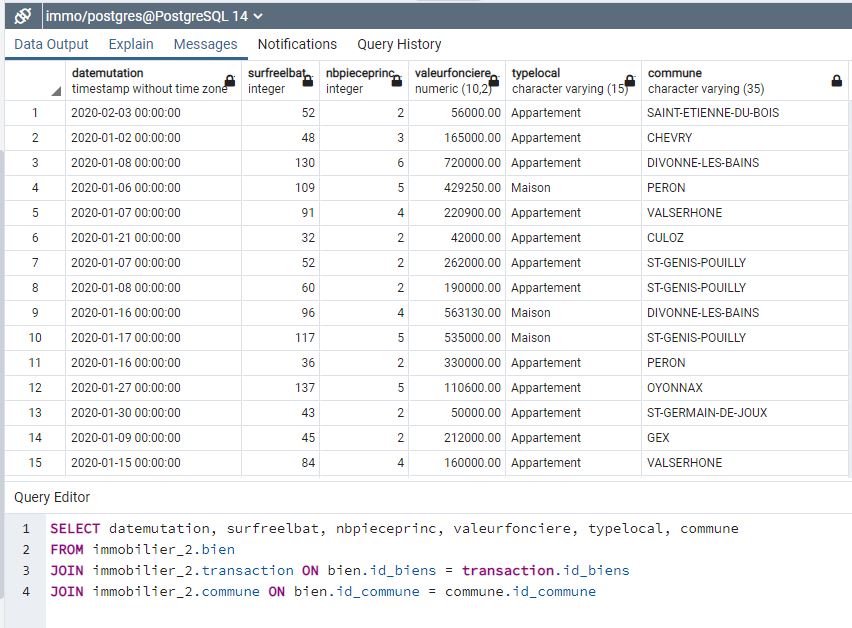 immo/postgres@PostgreSQL 14
Data Output Explain Messages Notifications Query History
datemutation surfreelbat nbpieceprinc valeurfonciere typelocal commune
timestamp without time zone integer integer numeric (10,2) character varying (15) character varying (35)
1 2020-02-03 00:00:00 52 2 56000.00 Appartement SAINT-ETIENNE-DU-BOIS
2 2020-01-02 00:00:00 48 3 165000.00 Appartement CHEVRY
3 2020-01-08 00:00:00 130 6 720000.00 Appartement DIVONNE-LES-BAINS
4 2020-01-06 00:00:00 109 5 429250.00 Maison PERON
5 2020-01-07 00:00:00 91 4 220900.00 Appartement VALSERHONE
6 2020-01-21 00:00:00 32 2 42000.00 Appartement CULOZ
7 2020-01-07 00:00:00 52 2 262000.00 Appartement ST-GENIS-POUILLY
8 2020-01-08 00:00:00 60 2 190000.00 Appartement ST-GENIS-POUILLY
9 2020-01-16 00:00:00 96 4 563130.00 Maison DIVONNE-LES-BAINS
10 2020-01-17 00:00:00 117 5 535000.00 Maison ST-GENIS-POUILLY
11 2020-01-16 00:00:00 36 2 330000.00 Appartement PERON
12 2020-01-27 00:00:00 137 5 110600.00 Appartement OYONNAX
13 2020-01-30 00:00:00 43 2 50000.00 Appartement ST-GERMAIN-DE-JOUX
14 2020-01-09 00:00:00 45 2 212000.00 Appartement GEX
15 2020-01-15 00:00:00 84 4 160000.00 Appartement VALSERHONE
Query Editor
1 SELECT datemutation, surfreelbat, nbpieceprinc, valeurfonciere, typelocal, commune
2 FROM immobilier_2.bien
3 JOIN immobilier_2.transaction ON bien.id_biens = transaction.id_biens
4 JOIN immobilier_2.commune ON bien.id_commune = commune.id_commune